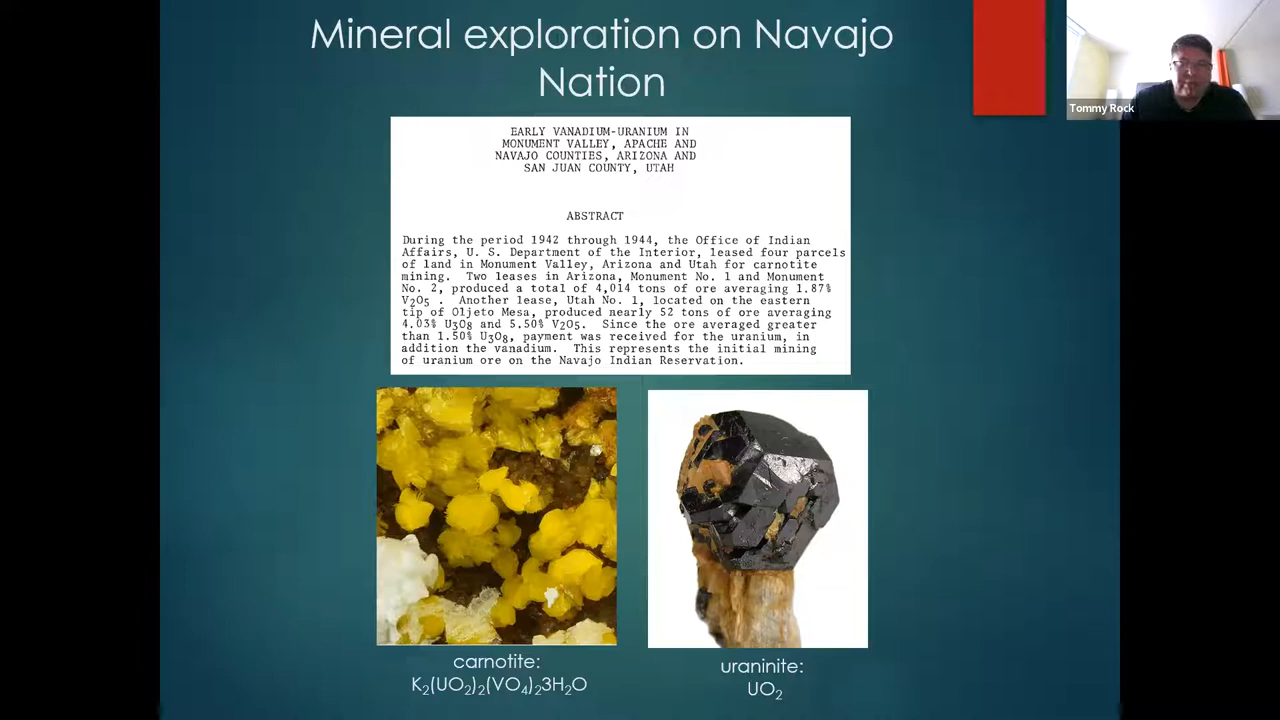 Mineral exploration on Navajo
Nation
Tommy Rock
EARLY VANADIUM-URANIUM IN
MONUMENT VALLEY, APACHE AND
NAVAJO COUNTIES, ARIZONA AND
SAN JUAN COUNTY, UTAH
ABSTRACT
During the period 1942 through 1944, the Office of Indian
Affairs, U. S. Department of the Interior, leased four parcels
of land in Monument Valley, Arizona and Utah for carnotite
mining. Two leases in Arizona, Monument No. 1 and Monument
No. 2, produced a total of 4,014 tons of ore averaging 1.87%
V₂O₅ . Another lease, Utah No. 1, located on the eastern
tip of Oljeto Mesa, produced nearly 52 tons of ore averaging
4.03% U₃O₈ and 5.50% V₂O₅. Since the ore averaged greater
than 1.50% U₃O₈, payment was received for the uranium, in
addition the vanadium. This represents the initial mining
of uranium ore on the Navajo Indian Reservation.
carnotite:
K₂(UO₂)₂(VO₄)₂3H₂O
uraninite:
UO₂